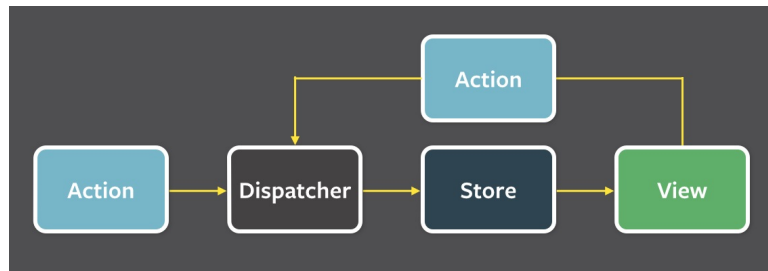 Action
Action
Dispatcher
Store
View